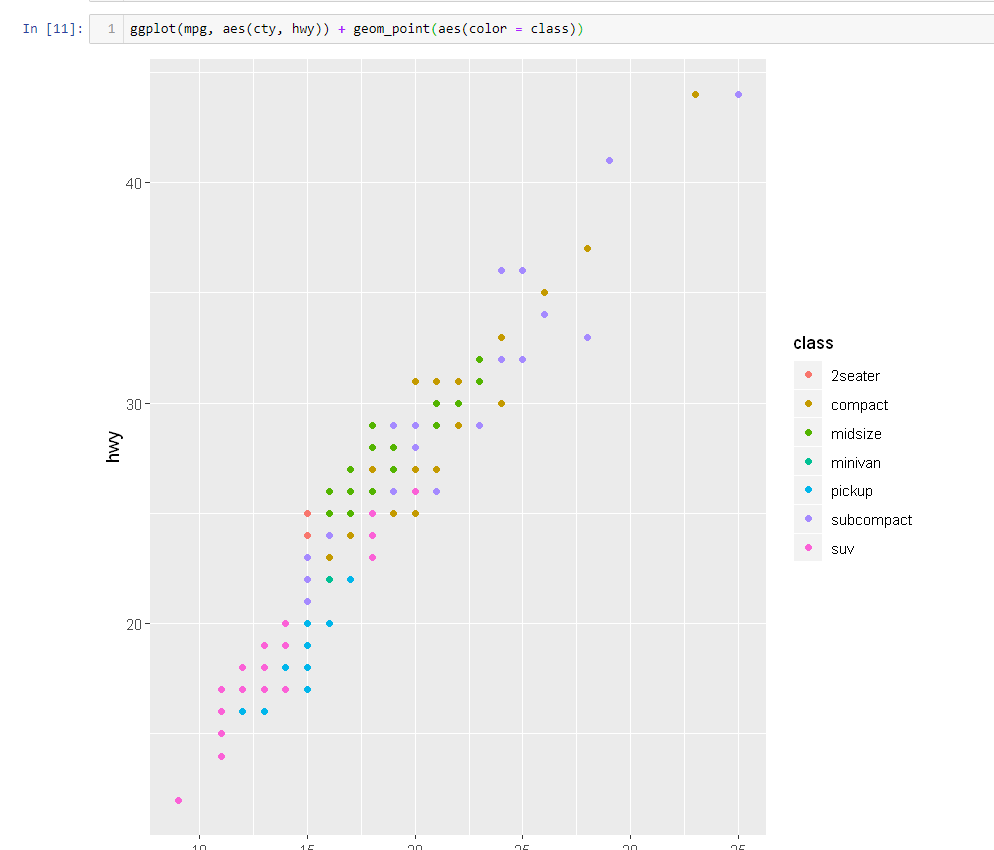 In [11]: 1 ggplot(mpg, aes(cty, hwy)) + geom_point(aes(color = class))
40
30
20
hwy
class
2seater
compact
midsize
minivan
pickup
subcompact
suv